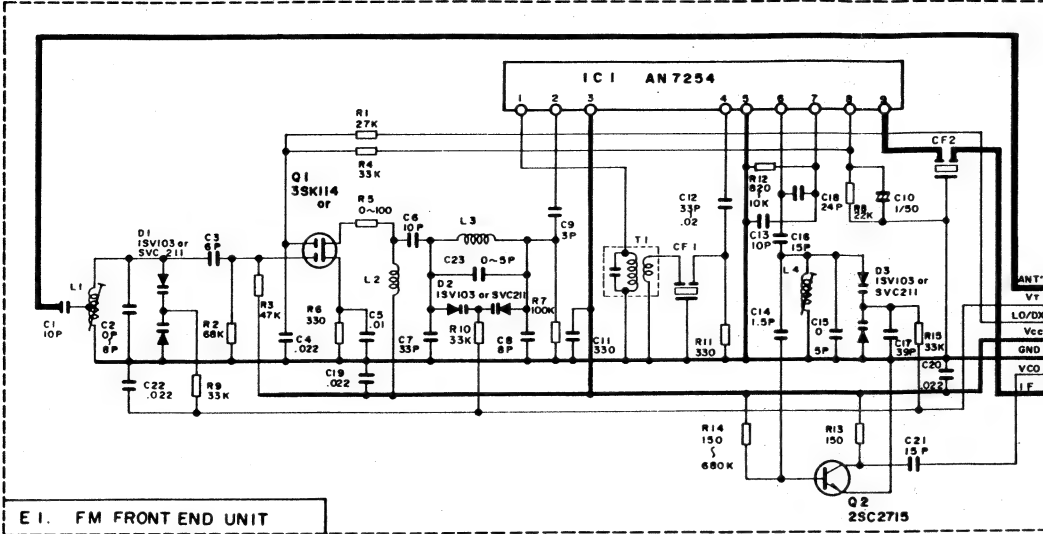 IC1 AN7254
1 2 3 4 5 6 7 8 9
R1
27K
R4
33K
CF2
Q1
3SK114
or
R5
0~100
R12
820
~
10K
C18
24P
R8
22K
C10
1/50
C12
33P
~
.02
C6
10P
L3
C9
3P
C13
10P
C16
15P
D1
1SV103 or
SVC 211
C3
6P
C23 0~5P
T1
CF1
L4
D3
1SV103 or
SVC211
L2
D2
1SV103 or SVC211
L1
ANT
VT
LO/DX
Vcc
GND
VCO
IF
C1
10P
C2
0P
~
8P
R2
68K
R3
47K
C4
.022
R6
330
C5
.01
C7
33P
R10
33K
C8
8P
R7
100K
C11
330
R11
330
C14
1.5P
C15
0
~
5P
C17
39P
R15
33K
C20
.022
C22
.022
R9
33K
C19
.022
R14
150
~
680K
R13
150
C21
15P
Q2
2SC2715
E1. FM FRONT END UNIT